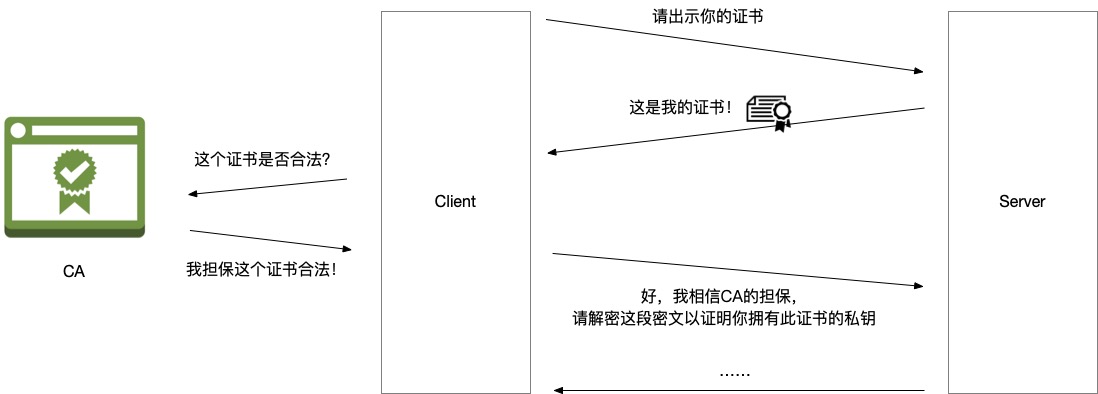 请出示你的证书
这是我的证书！
这个证书是否合法？
Client
Server
CA
我担保这个证书合法！
好，我相信CA的担保，
请解密这段密文以证明你拥有此证书的私钥
……